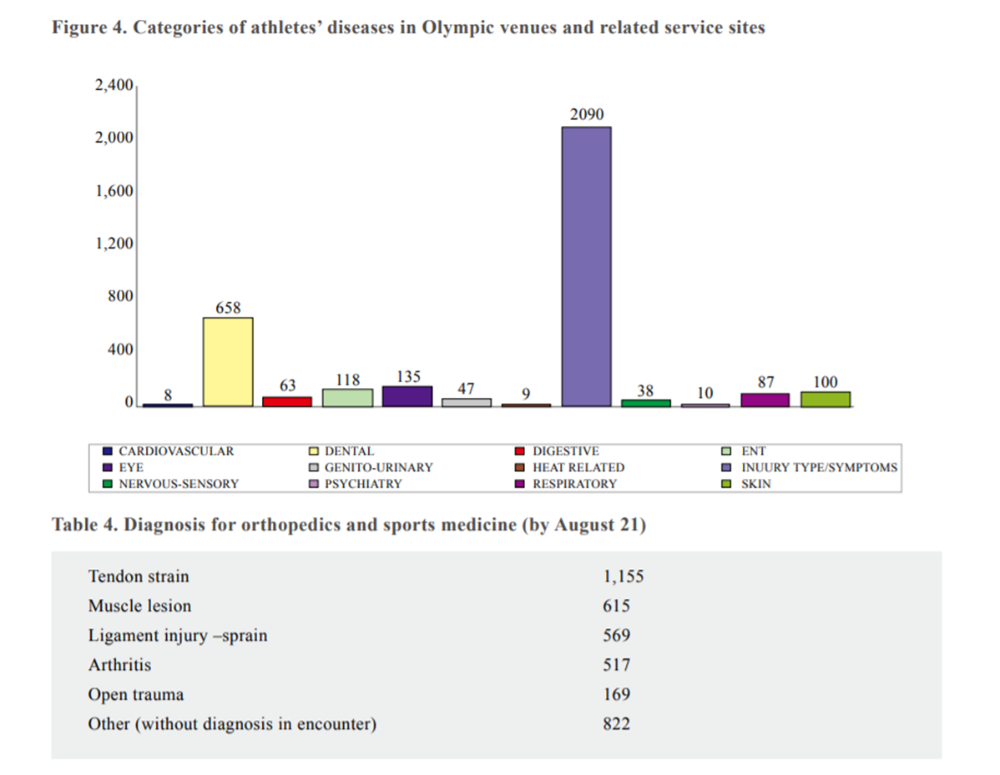 Figure 4. Categories of athletes’ diseases in Olympic venues and related service sites
2,400
2,000
1,600
1,200
800
400
0
8
658
63
118
135
47
9
2090
38
10
87
100
CARDIOVASCULAR DENTAL DIGESTIVE ENT
EYE GENITO-URINARY HEAT RELATED INUURY TYPE/SYMPTOMS
NERVOUS-SENSORY PSYCHIATRY RESPIRATORY SKIN
Table 4. Diagnosis for orthopedics and sports medicine (by August 21)
Tendon strain 1,155
Muscle lesion 615
Ligament injury –sprain 569
Arthritis 517
Open trauma 169
Other (without diagnosis in encounter) 822